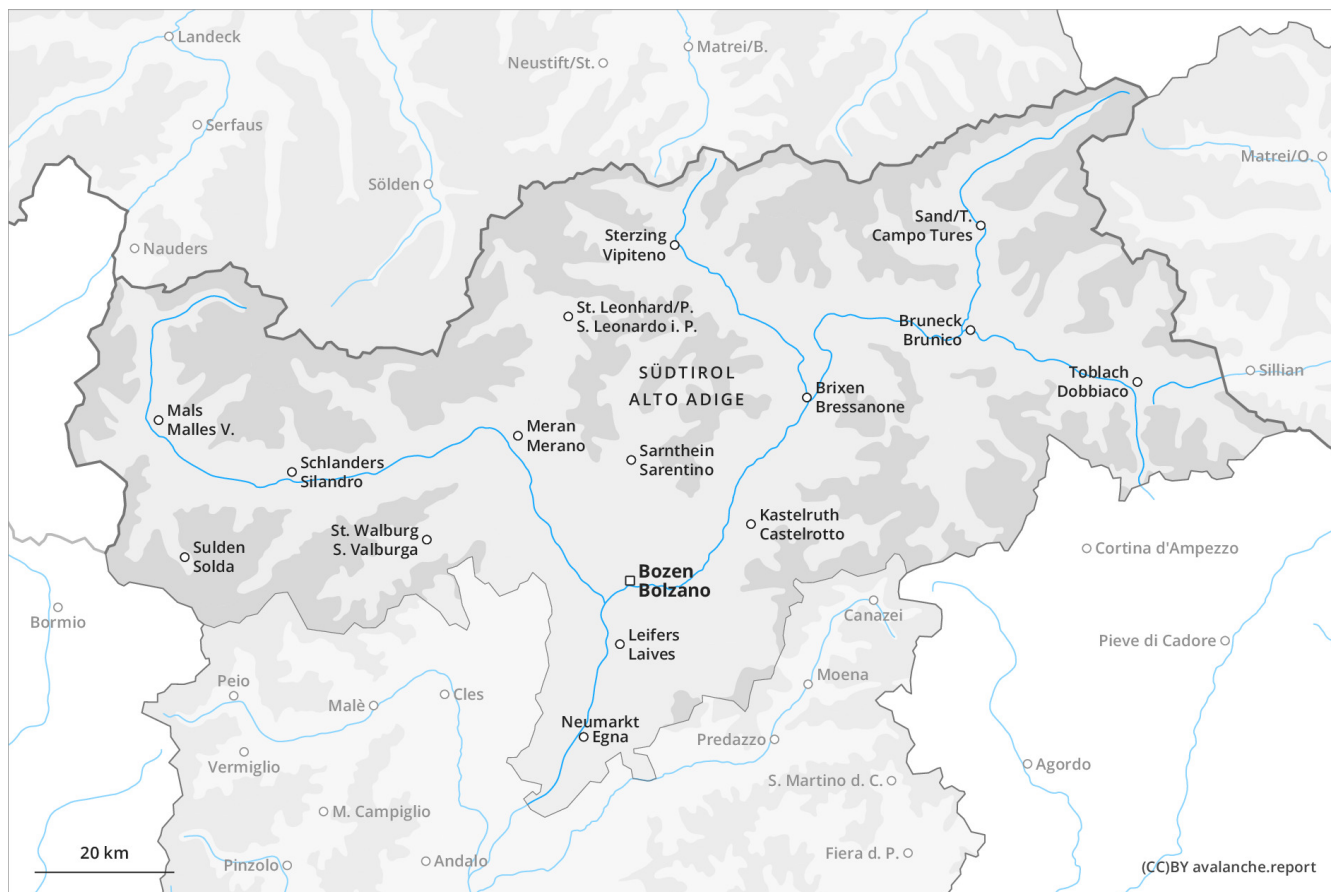 Landeck
Matrei/B.
Neustift/St.
Serfaus
Matrei/O.
Sölden
Sand/T.
Campo Tures
Sterzing
Vipiteno
Nauders
St. Leonhard/P.
S. Leonardo i. P.
Bruneck
Brunico
SÜDTIROL
ALTO ADIGE
Toblach
Dobbiaco
Sillian
Brixen
Bressanone
Mals
Malles V.
Meran
Merano
Schlanders
Silandro
Sarnthein
Sarentino
Kastelruth
Castelrotto
St. Walburg
S. Valburga
Sulden
Solda
Cortina d'Ampezzo
Bozen
Bolzano
Bormio
Canazei
Leifers
Laives
Pieve di Cadore
Peio
Malè
Cles
Moena
Neumarkt
Egna
Predazzo
Vermiglio
Agordo
S. Martino d. C.
M. Campiglio
20 km
Pinzolo
Andalo
Fiera d. P.
(CC)BY avalanche.report